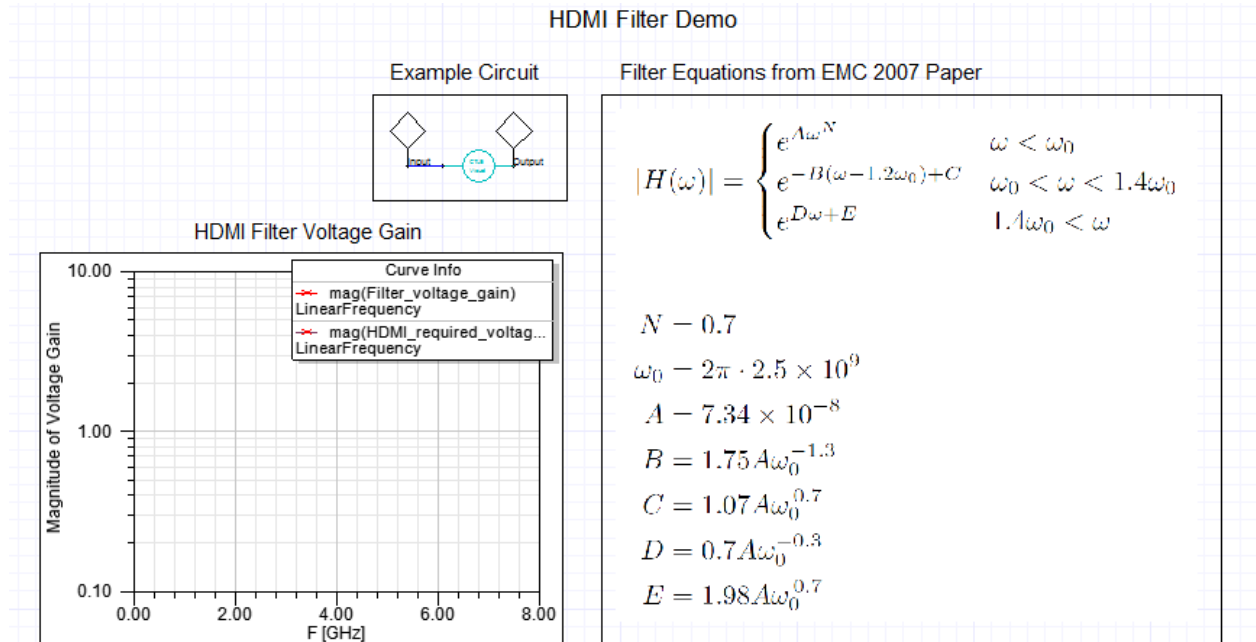 HDMI Filter Demo
Example Circuit
Input
Output
Filter Equations from EMC 2007 Paper
|H(ω)| = { e^{Aω^N} ω < ω₀
e^{−B(ω−1.2ω₀)+C} ω₀ < ω < 1.4ω₀
e^{Dω+E} 1.4ω₀ < ω
N = 0.7
ω₀ = 2π · 2.5 × 10⁹
A = 7.34 × 10⁻⁸
B = 1.75Aω₀^{−1.3}
C = 1.07Aω₀^{0.7}
D = 0.7Aω₀^{−0.3}
E = 1.98Aω₀^{0.7}
HDMI Filter Voltage Gain
Curve Info
mag(Filter_voltage_gain)
LinearFrequency
mag(HDMI_required_voltag...
LinearFrequency
Magnitude of Voltage Gain
10.00
1.00
0.10
0.00 2.00 4.00 6.00 8.00
F [GHz]